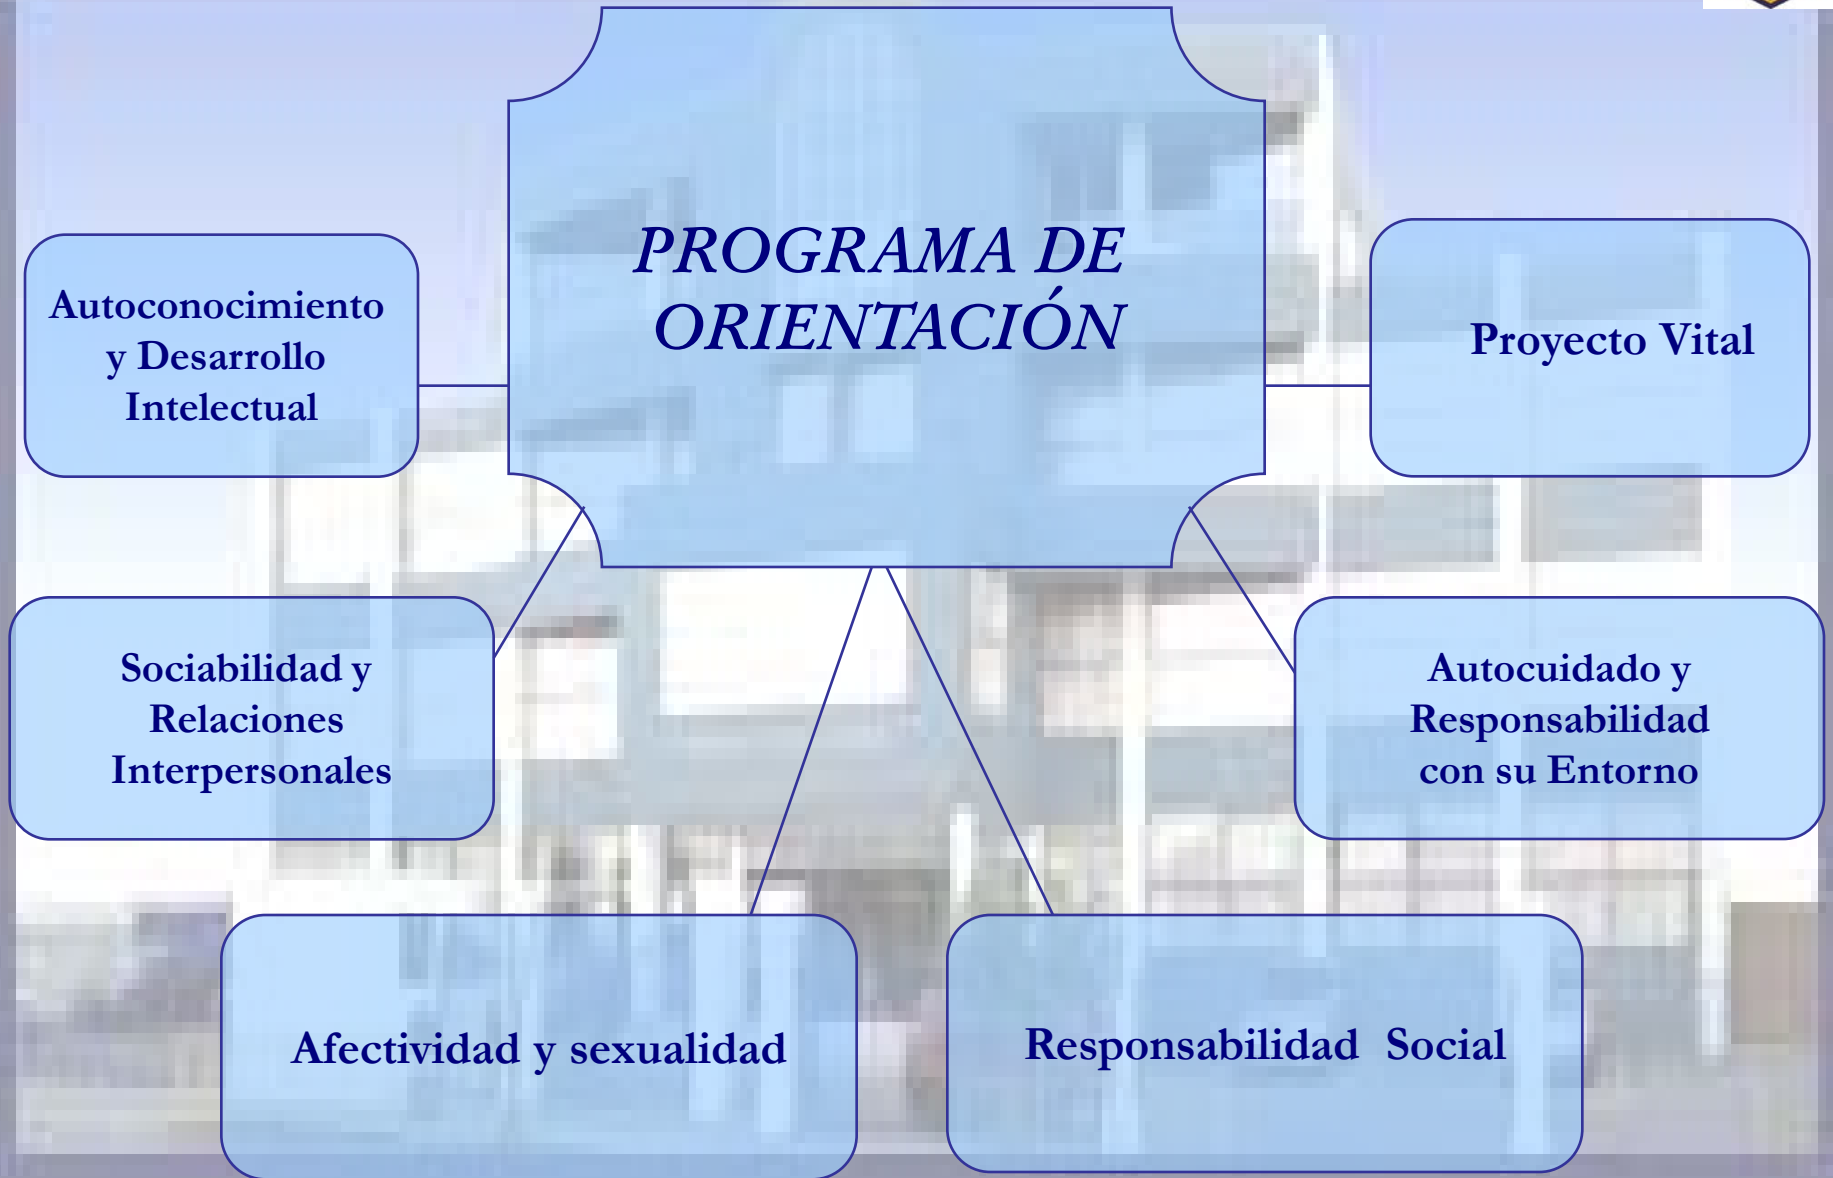 PROGRAMA DE
ORIENTACIÓN
Autoconocimiento
y Desarrollo
Intelectual
Proyecto Vital
Sociabilidad y
Relaciones
Interpersonales
Autocuidado y
Responsabilidad
con su Entorno
Afectividad y sexualidad
Responsabilidad Social